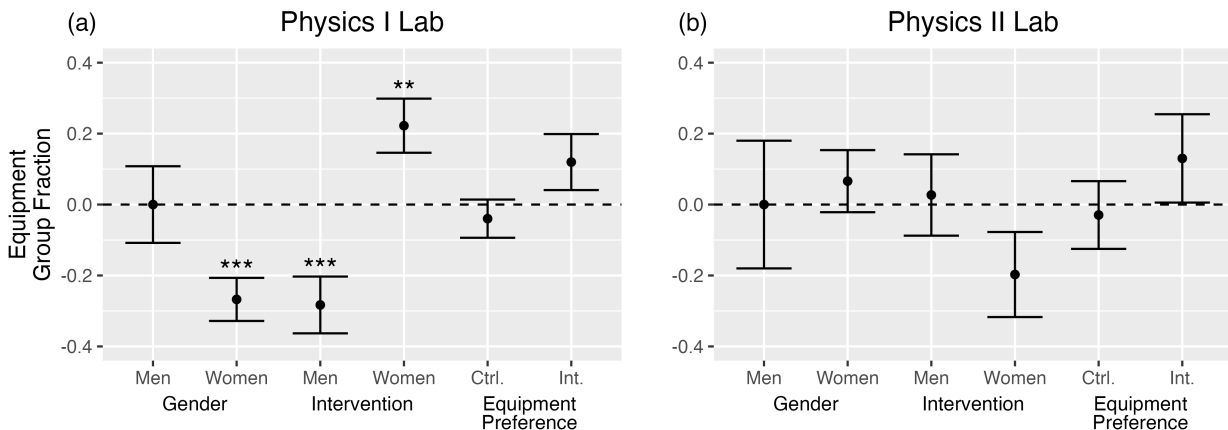 (a) Physics I Lab
Equipment
Group Fraction
0.4
0.2
0.0
-0.2
-0.4
***
***
**
Men Women Men Women Ctrl. Int.
Gender Intervention Equipment
Preference
(b) Physics II Lab
0.4
0.2
0.0
-0.2
-0.4
Men Women Men Women Ctrl. Int.
Gender Intervention Equipment
Preference